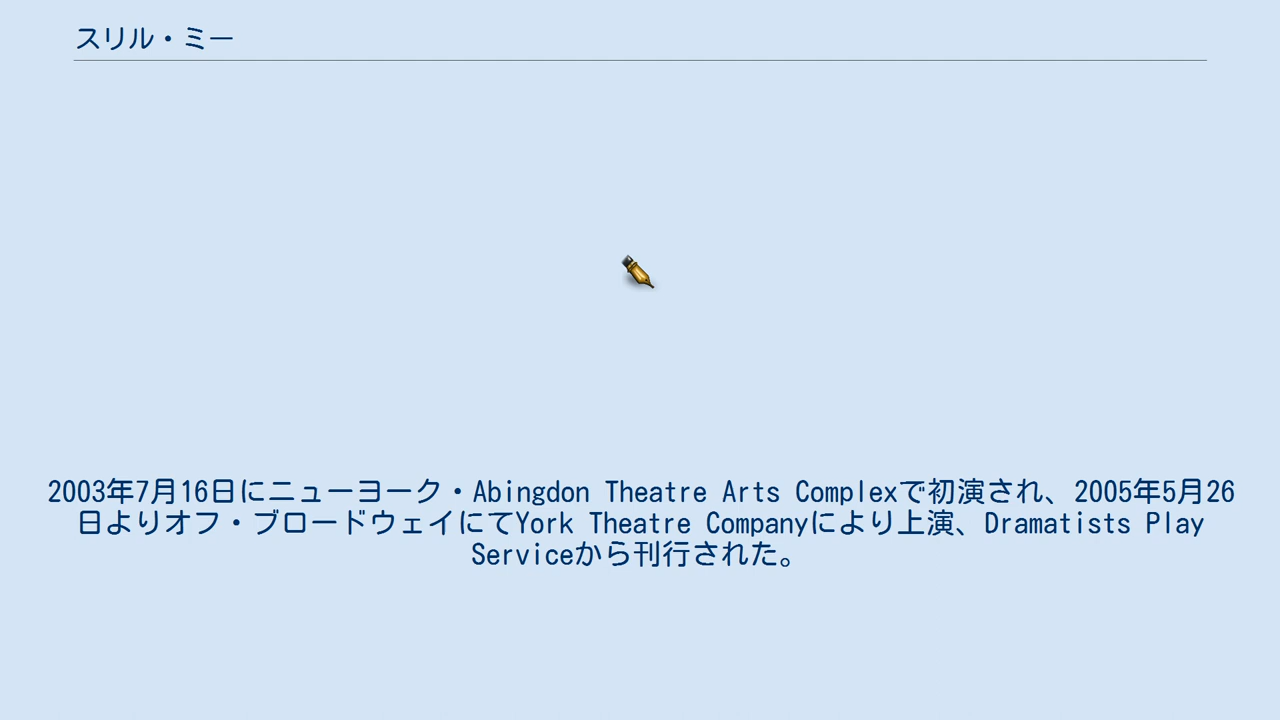 スリル・ミー
2003年7月16日にニューヨーク・Abingdon Theatre Arts Complexで初演され、2005年5月26
日よりオフ・ブロードウェイにてYork Theatre Companyにより上演、Dramatists Play
Serviceから刊行された。